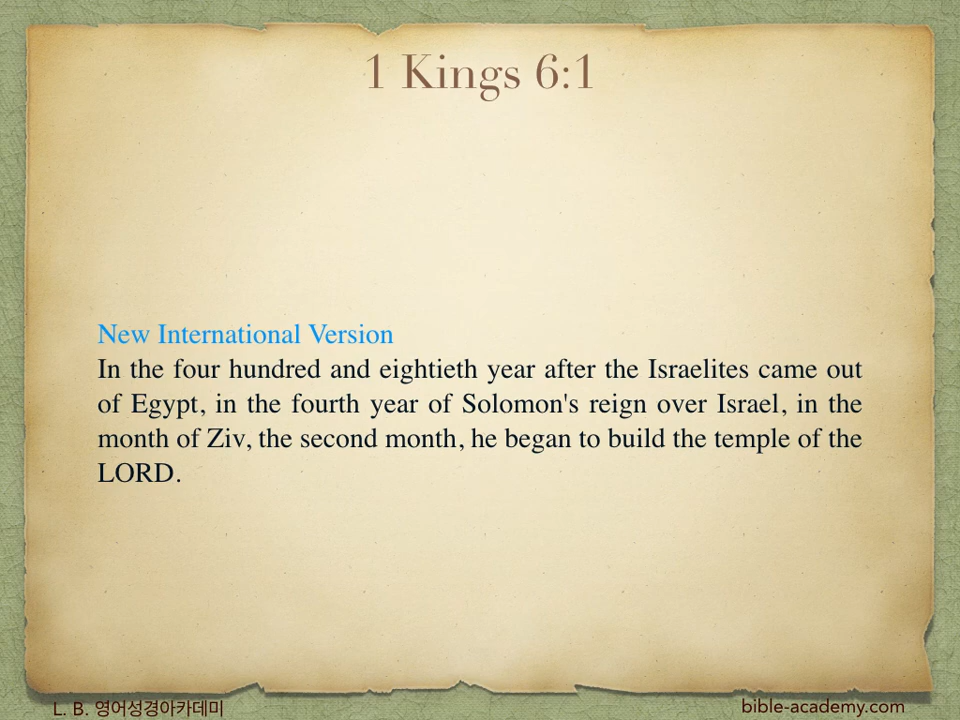 1 Kings 6:1
New International Version
In the four hundred and eightieth year after the Israelites came out
of Egypt, in the fourth year of Solomon's reign over Israel, in the
month of Ziv, the second month, he began to build the temple of the
LORD.
L. B. 영어성경아카데미
bible-academy.com